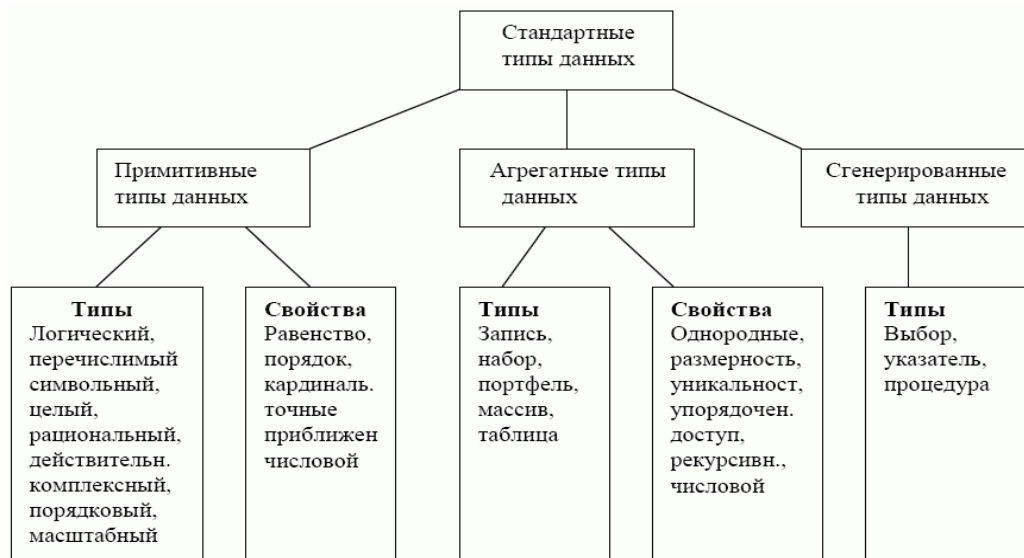 Стандартные
типы данных
Примитивные
типы данных
Агрегатные типы
данных
Сгенерированные
типы данных
Типы
Логический,
перечислимый
символьный,
целый,
рациональный,
действительн.
комплексный,
порядковый,
масштабный
Свойства
Равенство,
порядок,
кардиналь.
точные
приближен
числовой
Типы
Запись,
набор,
портфель,
массив,
таблица
Свойства
Однородные,
размерность,
уникальност,
упорядочен.
доступ,
рекурсивн.,
числовой
Типы
Выбор,
указатель,
процедура